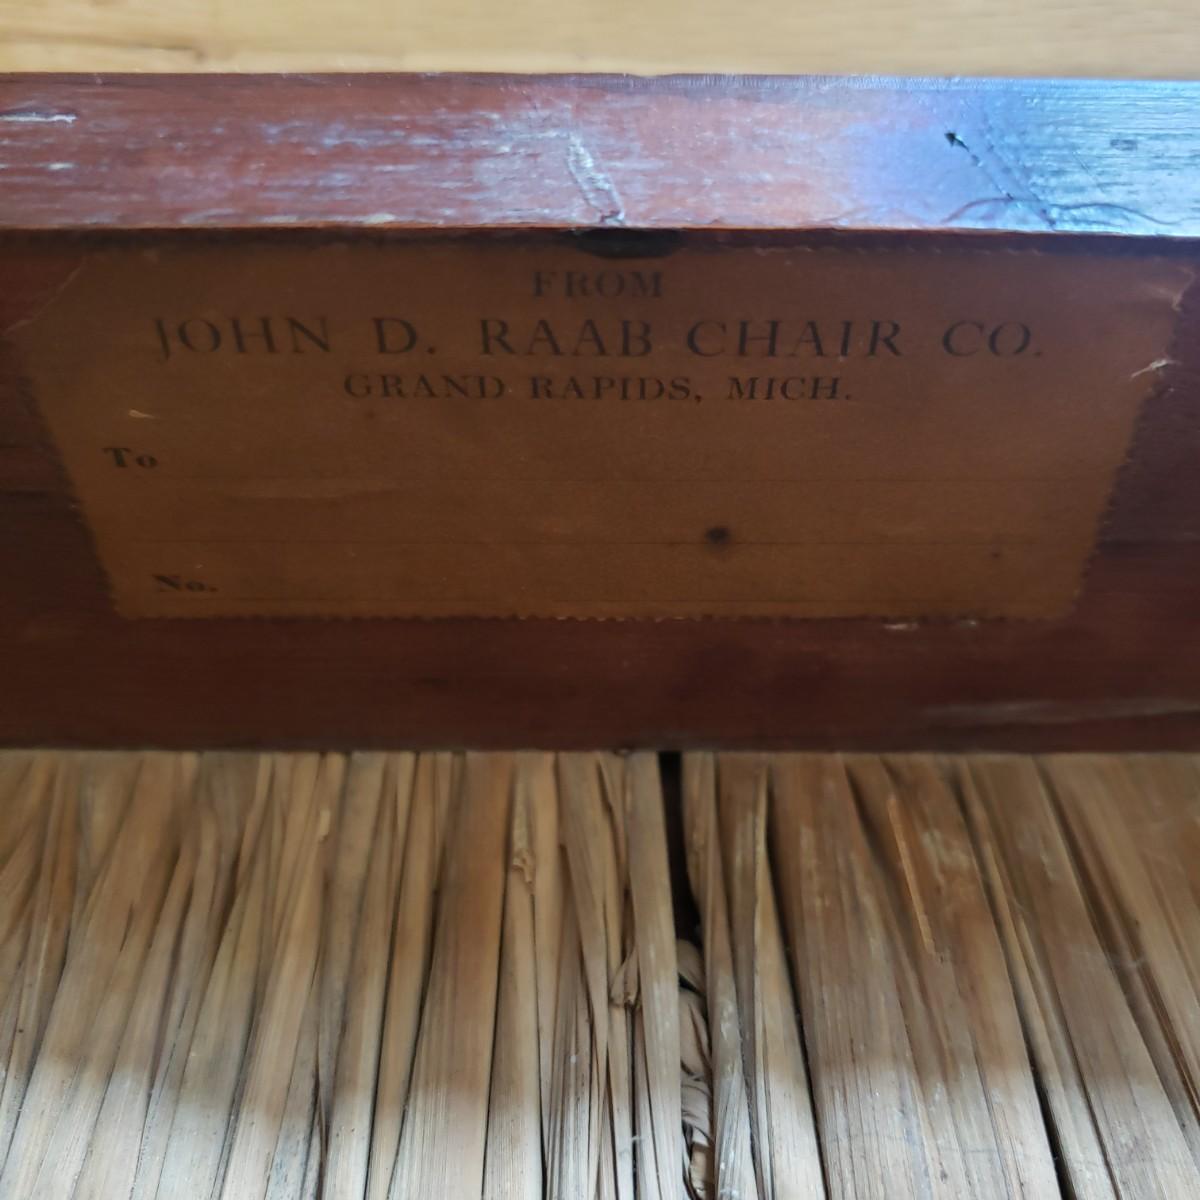 FROM
JOHN D. RAAB CHAIR CO.
GRAND RAPIDS, MICH.
To
No.